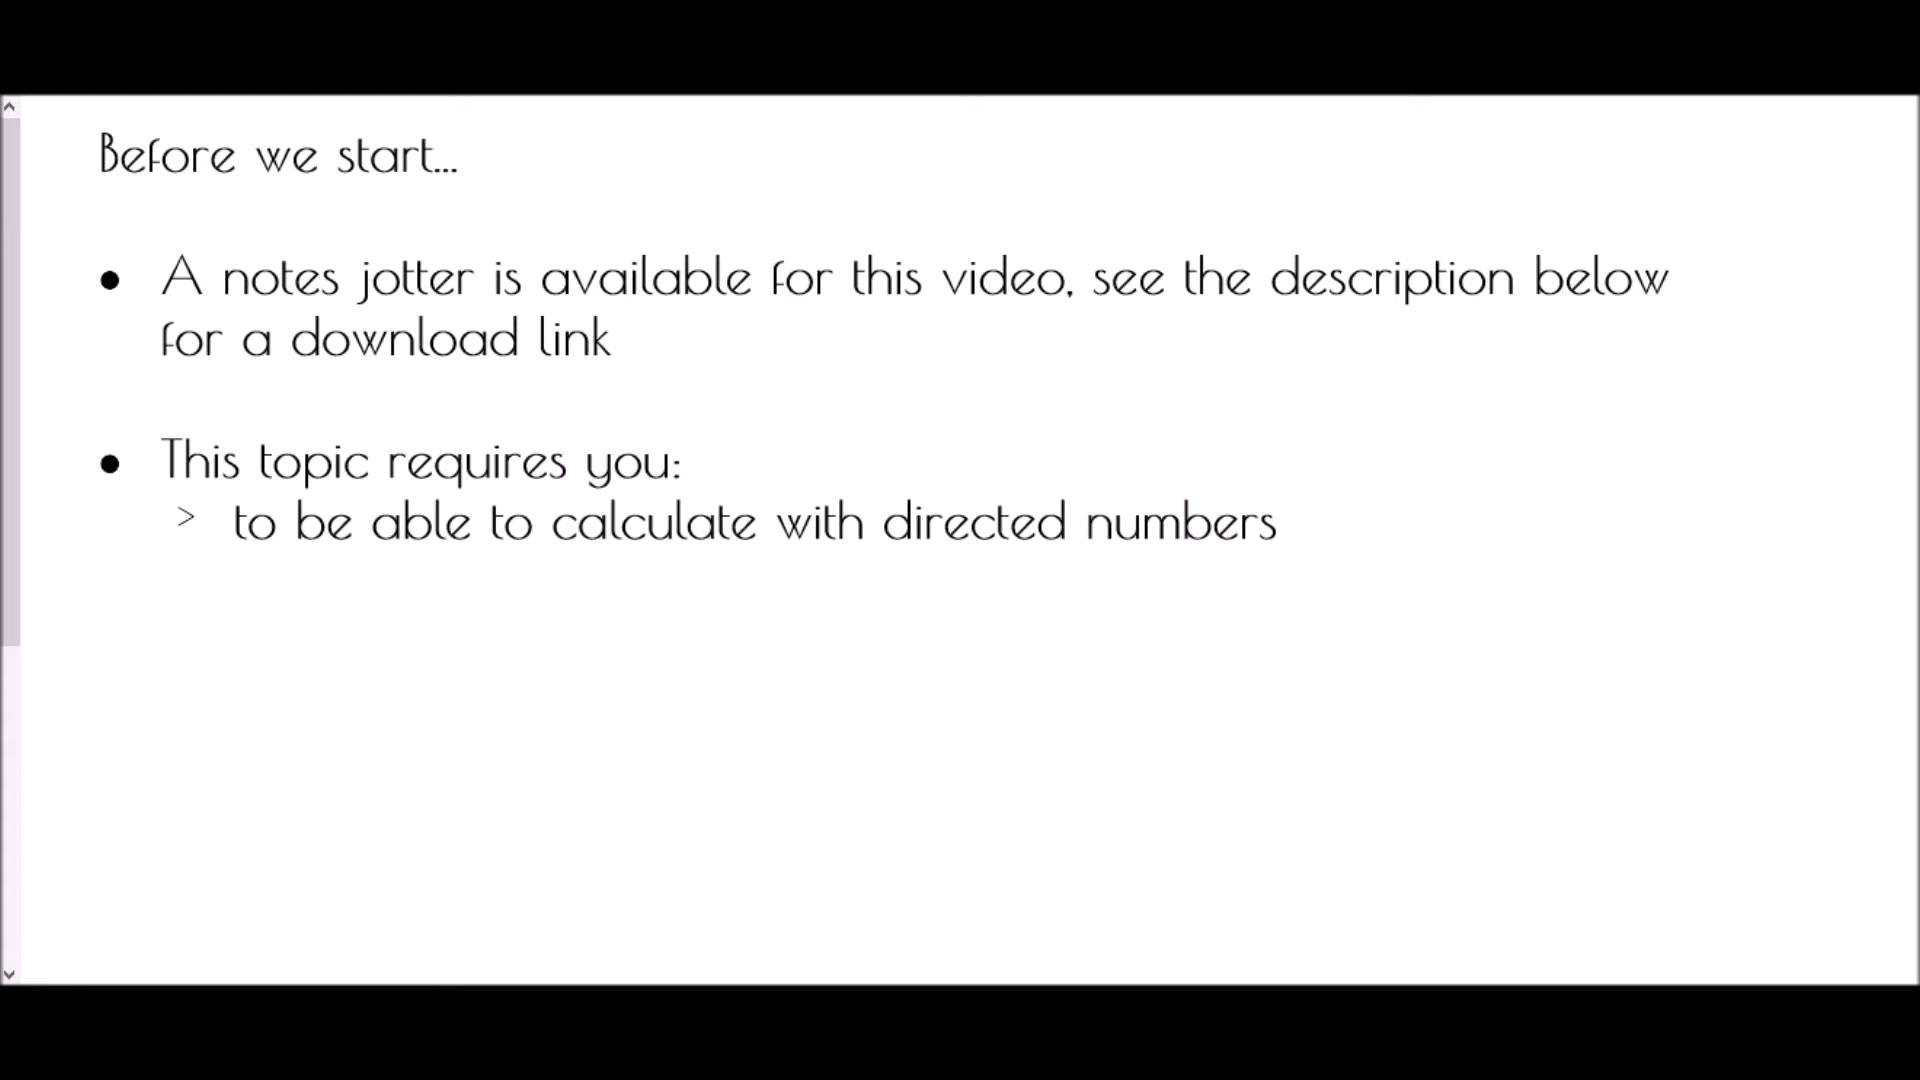 Before we start...
● A notes jotter is available for this video, see the description below
for a download link
● This topic requires you:
> to be able to calculate with directed numbers